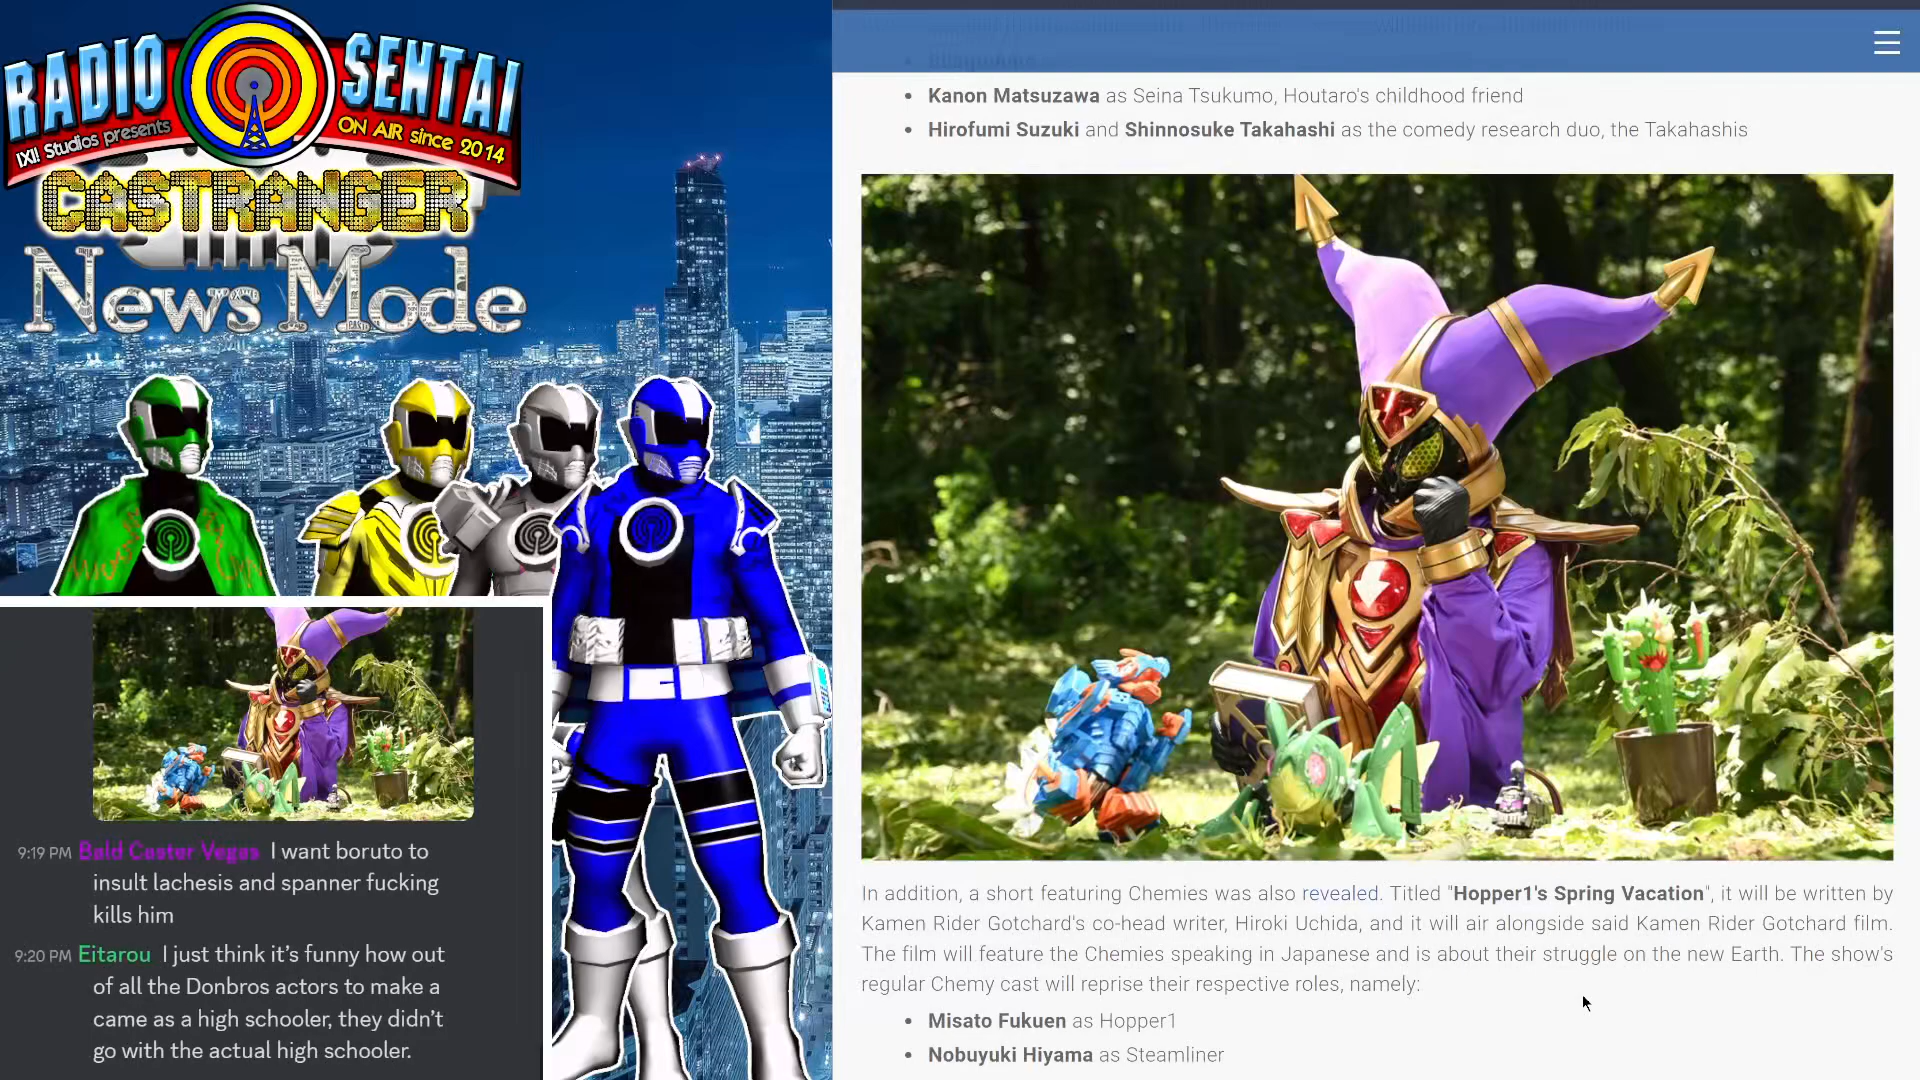 RADIO SENTAI
IXI! Studios presents
ON AIR since 2014
CASTRANGER
News Mode
9:19 PM Bald Caster Vegas I want boruto to
insult lachesis and spanner fucking
kills him
9:20 PM Eitarou I just think it's funny how out
of all the Donbros actors to make a
came as a high schooler, they didn't
go with the actual high schooler.
• Kanon Matsuzawa as Seina Tsukumo, Houtaro's childhood friend
• Hirofumi Suzuki and Shinnosuke Takahashi as the comedy research duo, the Takahashis
In addition, a short featuring Chemies was also revealed. Titled "Hopper1's Spring Vacation", it will be written by
Kamen Rider Gotchard's co-head writer, Hiroki Uchida, and it will air alongside said Kamen Rider Gotchard film.
The film will feature the Chemies speaking in Japanese and is about their struggle on the new Earth. The show's
regular Chemy cast will reprise their respective roles, namely:
• Misato Fukuen as Hopper1
• Nobuyuki Hiyama as Steamliner